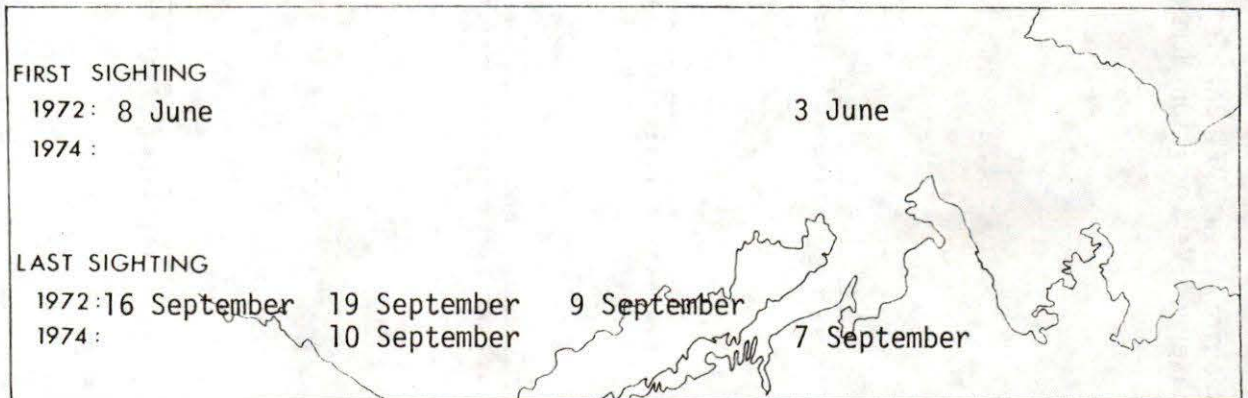 FIRST SIGHTING
1972: 8 June 3 June
1974:
LAST SIGHTING
1972: 16 September 19 September 9 September
1974: 10 September 7 September